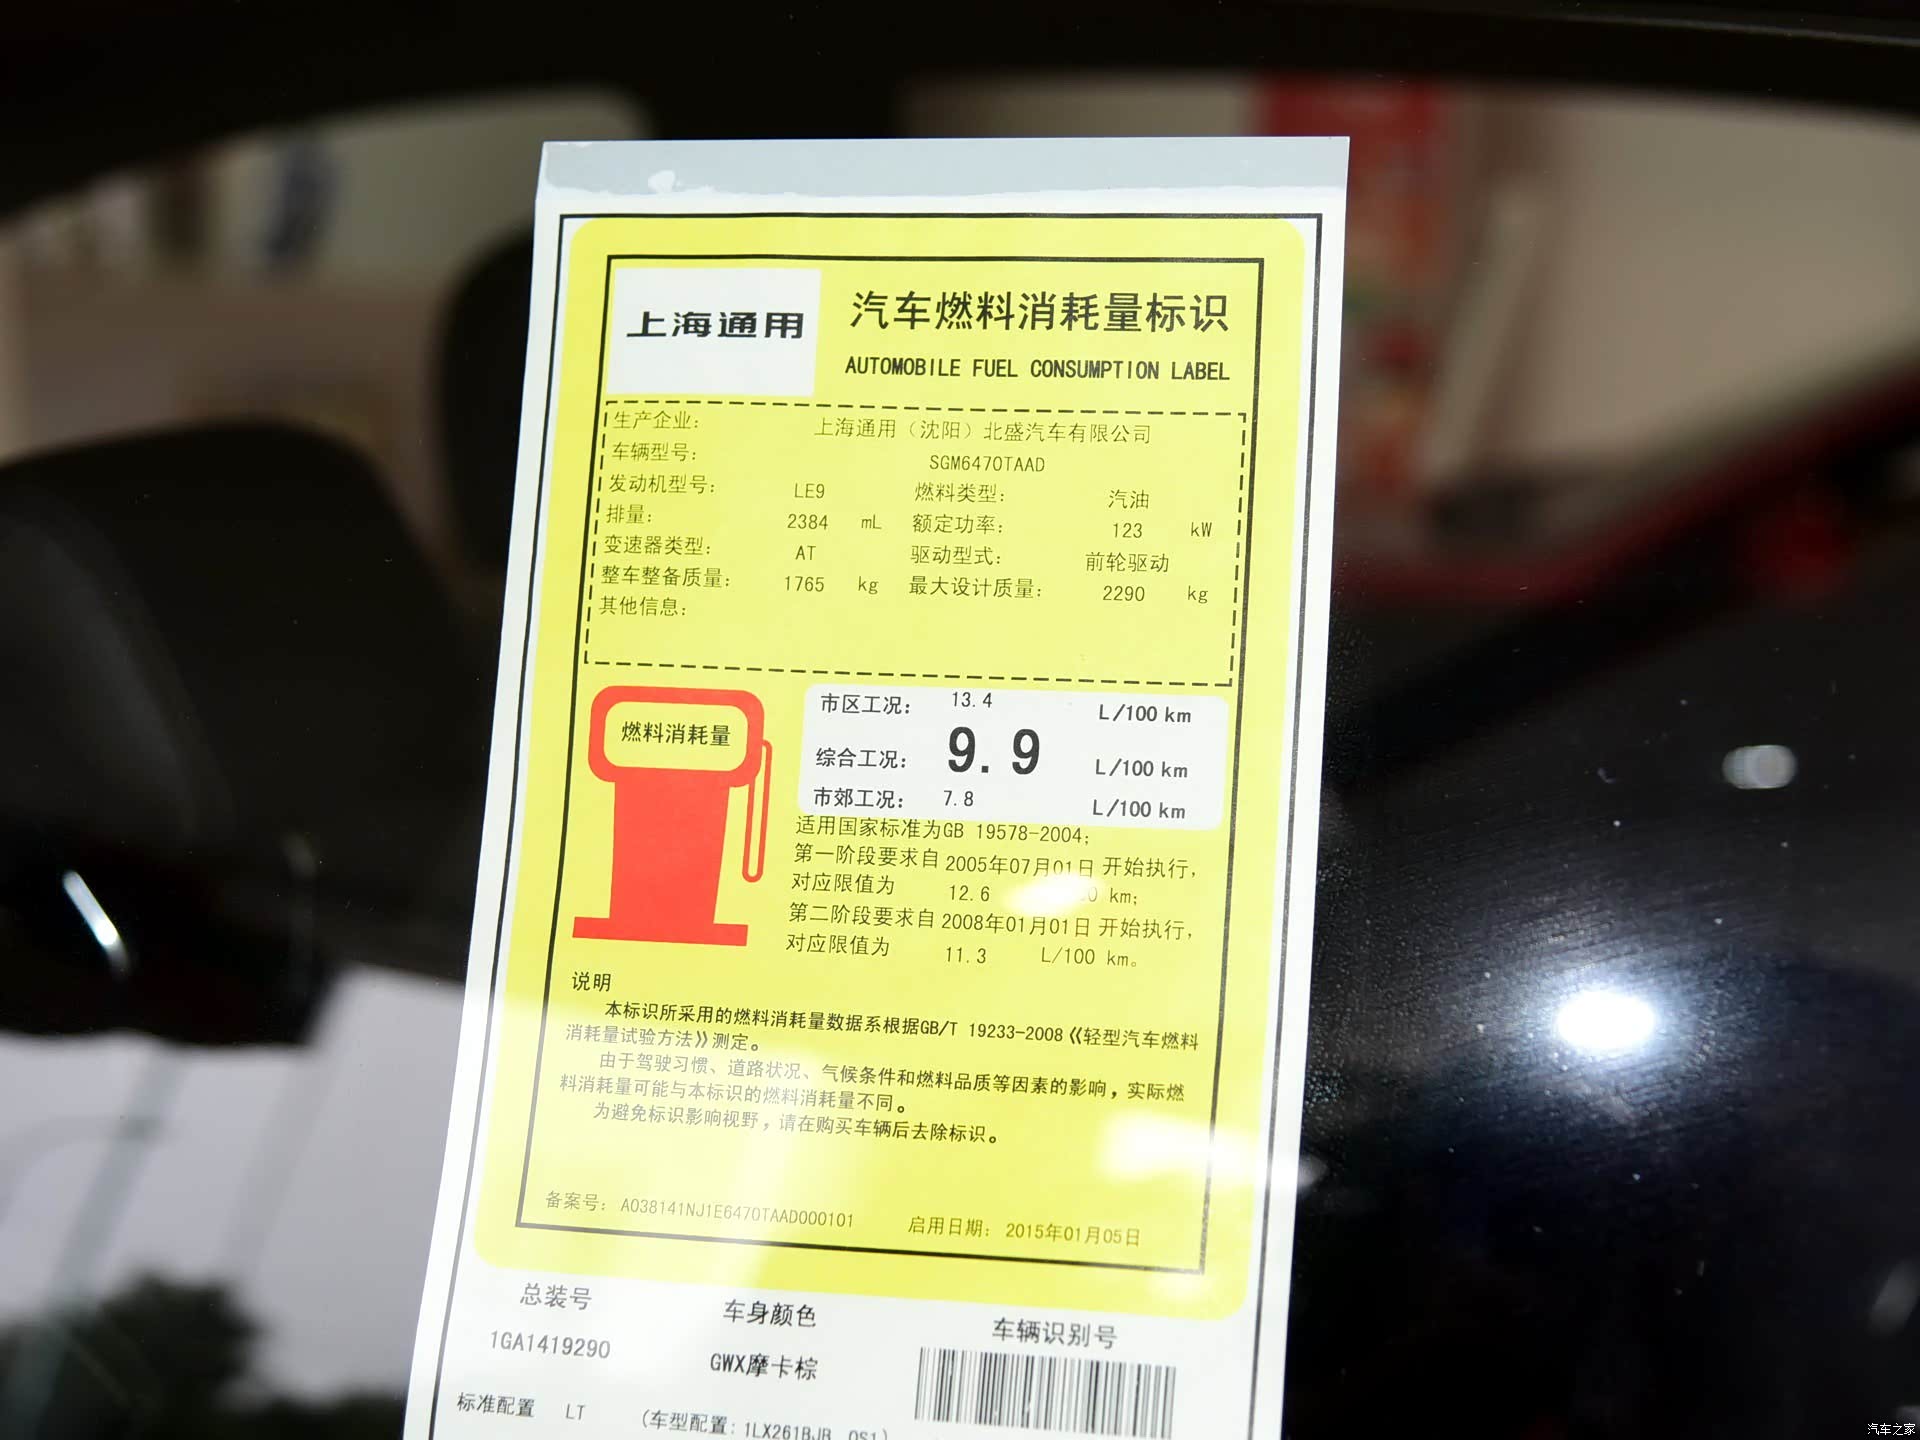 上海通用
汽车燃料消耗量标识
AUTOMOBILE FUEL CONSUMPTION LABEL
生产企业: 上海通用（沈阳）北盛汽车有限公司
车辆型号: SGM6470TAAD
发动机型号: LE9 燃料类型: 汽油
排量: 2384 mL 额定功率: 123 kW
变速器类型: AT 驱动型式: 前轮驱动
整车整备质量: 1765 kg 最大设计质量: 2290 kg
其他信息:
燃料消耗量
市区工况: 13.4 L/100 km
综合工况: 9.9 L/100 km
市郊工况: 7.8 L/100 km
适用国家标准为GB 19578-2004;
第一阶段要求自 2005年07月01日 开始执行,
对应限值为 12.6 km;
第二阶段要求自 2008年01月01日 开始执行,
对应限值为 11.3 L/100 km。
说明
本标识所采用的燃料消耗量数据系根据GB/T 19233-2008《轻型汽车燃料
消耗量试验方法》测定。
由于驾驶习惯、道路状况、气候条件和燃料品质等因素的影响，实际燃
料消耗量可能与本标识的燃料消耗量不同。
为避免标识影响视野，请在购买车辆后去除标识。
备案号: A038141NJ1E6470TAAD000101 启用日期: 2015年01月05日
总装号 车身颜色 车辆识别号
1GA1419290 GWX摩卡棕
标准配置 LT (车型配置: 1LX261BJB
汽车之家